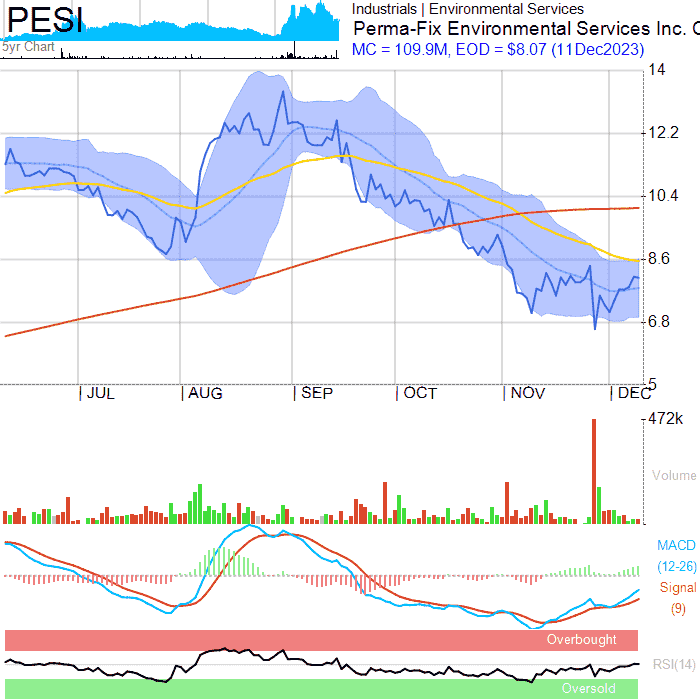 PESI
5yr Chart
Industrials | Environmental Services
Perma-Fix Environmental Services Inc. C
MC = 109.9M, EOD = $8.07 (11Dec2023)
14
12.2
10.4
8.6
6.8
5
| JUL
| AUG
| SEP
| OCT
| NOV
| DEC
472k
Volume
MACD
(12-26)
Signal
(9)
Overbought
RSI(14)
Oversold